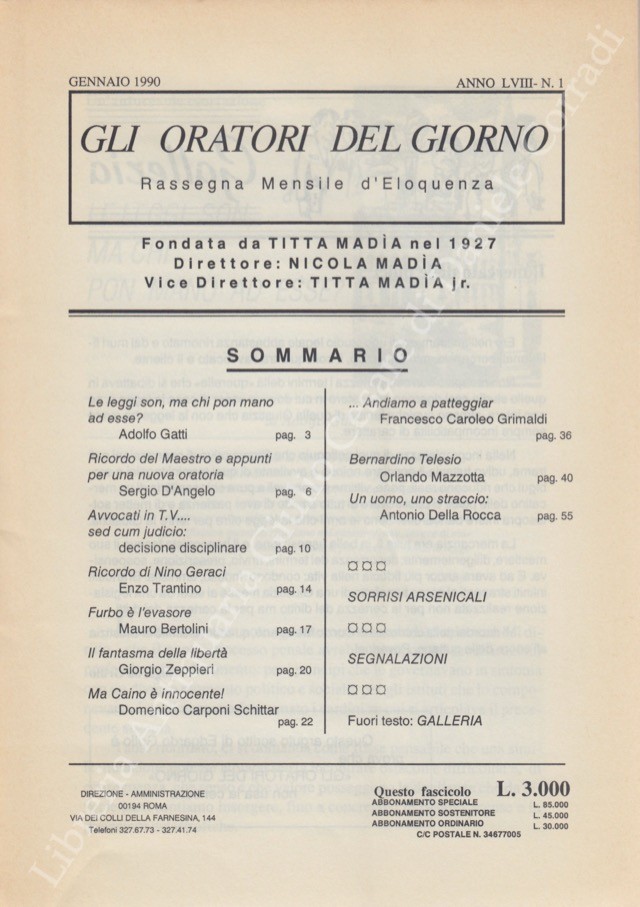 GENNAIO 1990
ANNO LVIII- N. 1
GLI ORATORI DEL GIORNO
Rassegna Mensile d'Eloquenza
Fondata da TITTA MADÌA nel 1927
Direttore: NICOLA MADÌA
Vice Direttore: TITTA MADÌA jr.
SOMMARIO
Le leggi son, ma chi pon mano
ad esse?
Adolfo Gatti pag. 3
Ricordo del Maestro e appunti
per una nuova oratoria
Sergio D'Angelo pag. 6
Avvocati in T.V....
sed cum judicio:
decisione disciplinare pag. 10
Ricordo di Nino Geraci
Enzo Trantino pag. 14
Furbo è l'evasore
Mauro Bertolini pag. 17
Il fantasma della libertà
Giorgio Zeppieri pag. 20
Ma Caino è innocente!
Domenico Carponi Schittar
pag. 22
... Andiamo a patteggiar
Francesco Caroleo Grimaldi
pag. 36
Bernardino Telesio
Orlando Mazzotta pag. 40
Un uomo, uno straccio:
Antonio Della Rocca pag. 55
SORRISI ARSENICALI
SEGNALAZIONI
Fuori testo: GALLERIA
DIREZIONE - AMMINISTRAZIONE
00194 ROMA
VIA DEI COLLI DELLA FARNESINA, 144
Telefoni 327.67.73 - 327.41.74
Questo fascicolo L. 3.000
ABBONAMENTO SPECIALE L. 85.000
ABBONAMENTO SOSTENITORE L. 45.000
ABBONAMENTO ORDINARIO L. 30.000
C/C POSTALE N. 34677005